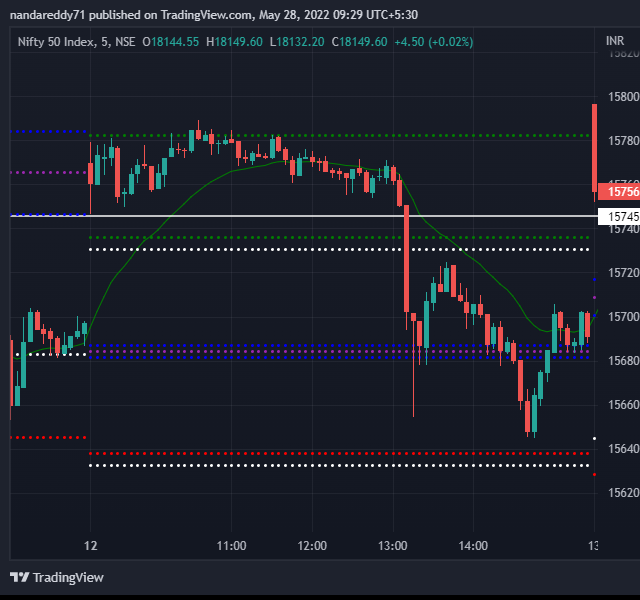 nandareddy71 published on TradingView.com, May 28, 2022 09:29 UTC+5:30
Nifty 50 Index, 5, NSE O18144.55 H18149.60 L18132.20 C18149.60 +4.50 (+0.02%)
INR
15820
15800
15780
15760
15756
15745
15740
15720
15700
15680
15660
15640
15620
12 11:00 12:00 13:00 14:00 13
TradingView